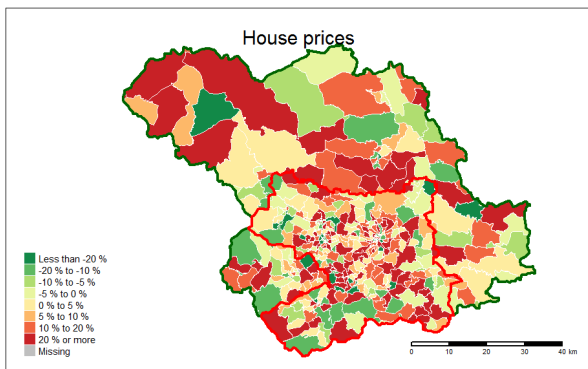 House prices
Less than -20 %
-20 % to -10 %
-10 % to -5 %
-5 % to 0 %
0 % to 5 %
5 % to 10 %
10 % to 20 %
20 % or more
Missing
0 10 20 30 40 km